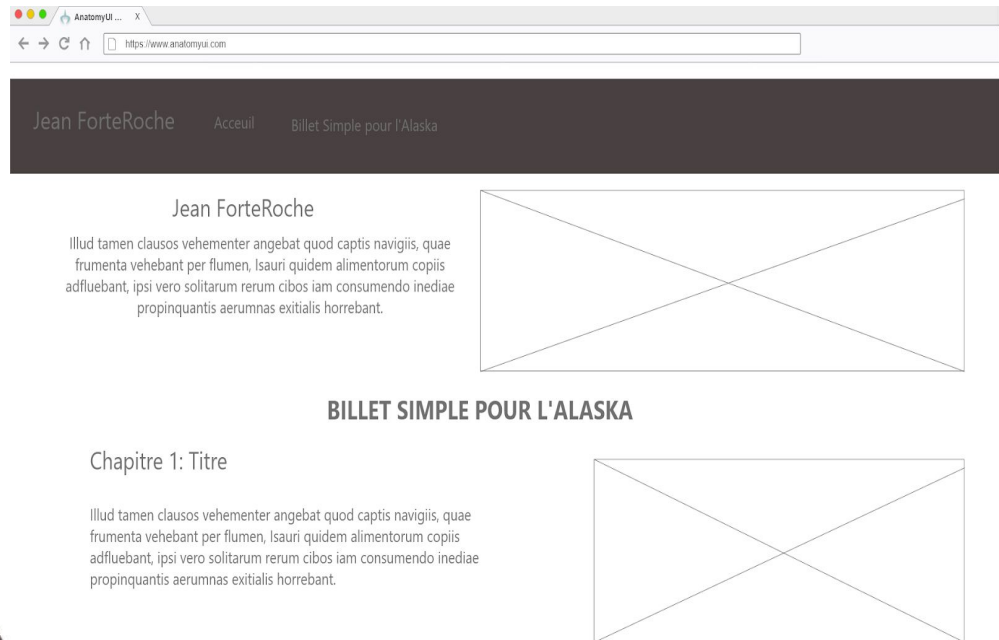 AnatomyUI ... X
https://www.anatomyui.com
Jean ForteRoche Acceuil Billet Simple pour l'Alaska
Jean ForteRoche
Illud tamen clausos vehementer angebat quod captis navigiis, quae
frumenta vehebant per flumen, Isauri quidem alimentorum copiis
adfluebant, ipsi vero solitarum rerum cibos iam consumendo inediae
propinquantis aerumnas exitialis horrebant.
BILLET SIMPLE POUR L'ALASKA
Chapitre 1: Titre
Illud tamen clausos vehementer angebat quod captis navigiis, quae
frumenta vehebant per flumen, Isauri quidem alimentorum copiis
adfluebant, ipsi vero solitarum rerum cibos iam consumendo inediae
propinquantis aerumnas exitialis horrebant.